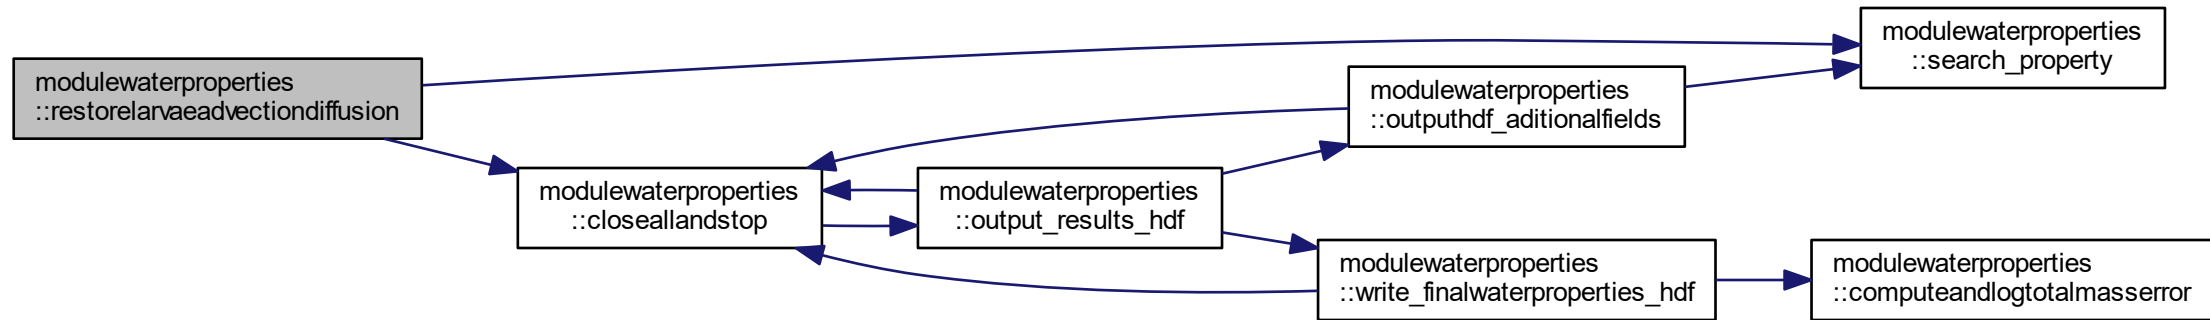 modulewaterproperties
::restorelarvaeadvectiondiffusion
modulewaterproperties
::closeallandstop
modulewaterproperties
::output_results_hdf
modulewaterproperties
::outputhdf_aditionalfields
modulewaterproperties
::search_property
modulewaterproperties
::write_finalwaterproperties_hdf
modulewaterproperties
::computeandlogtotalmasserror